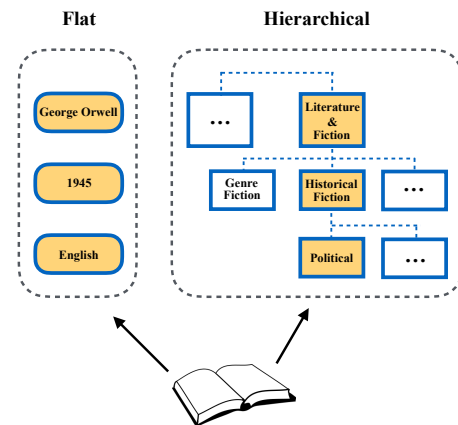 Flat
Hierarchical
George Orwell
1945
English
...
Literature
&
Fiction
Genre
Fiction
Historical
Fiction
...
Political
...